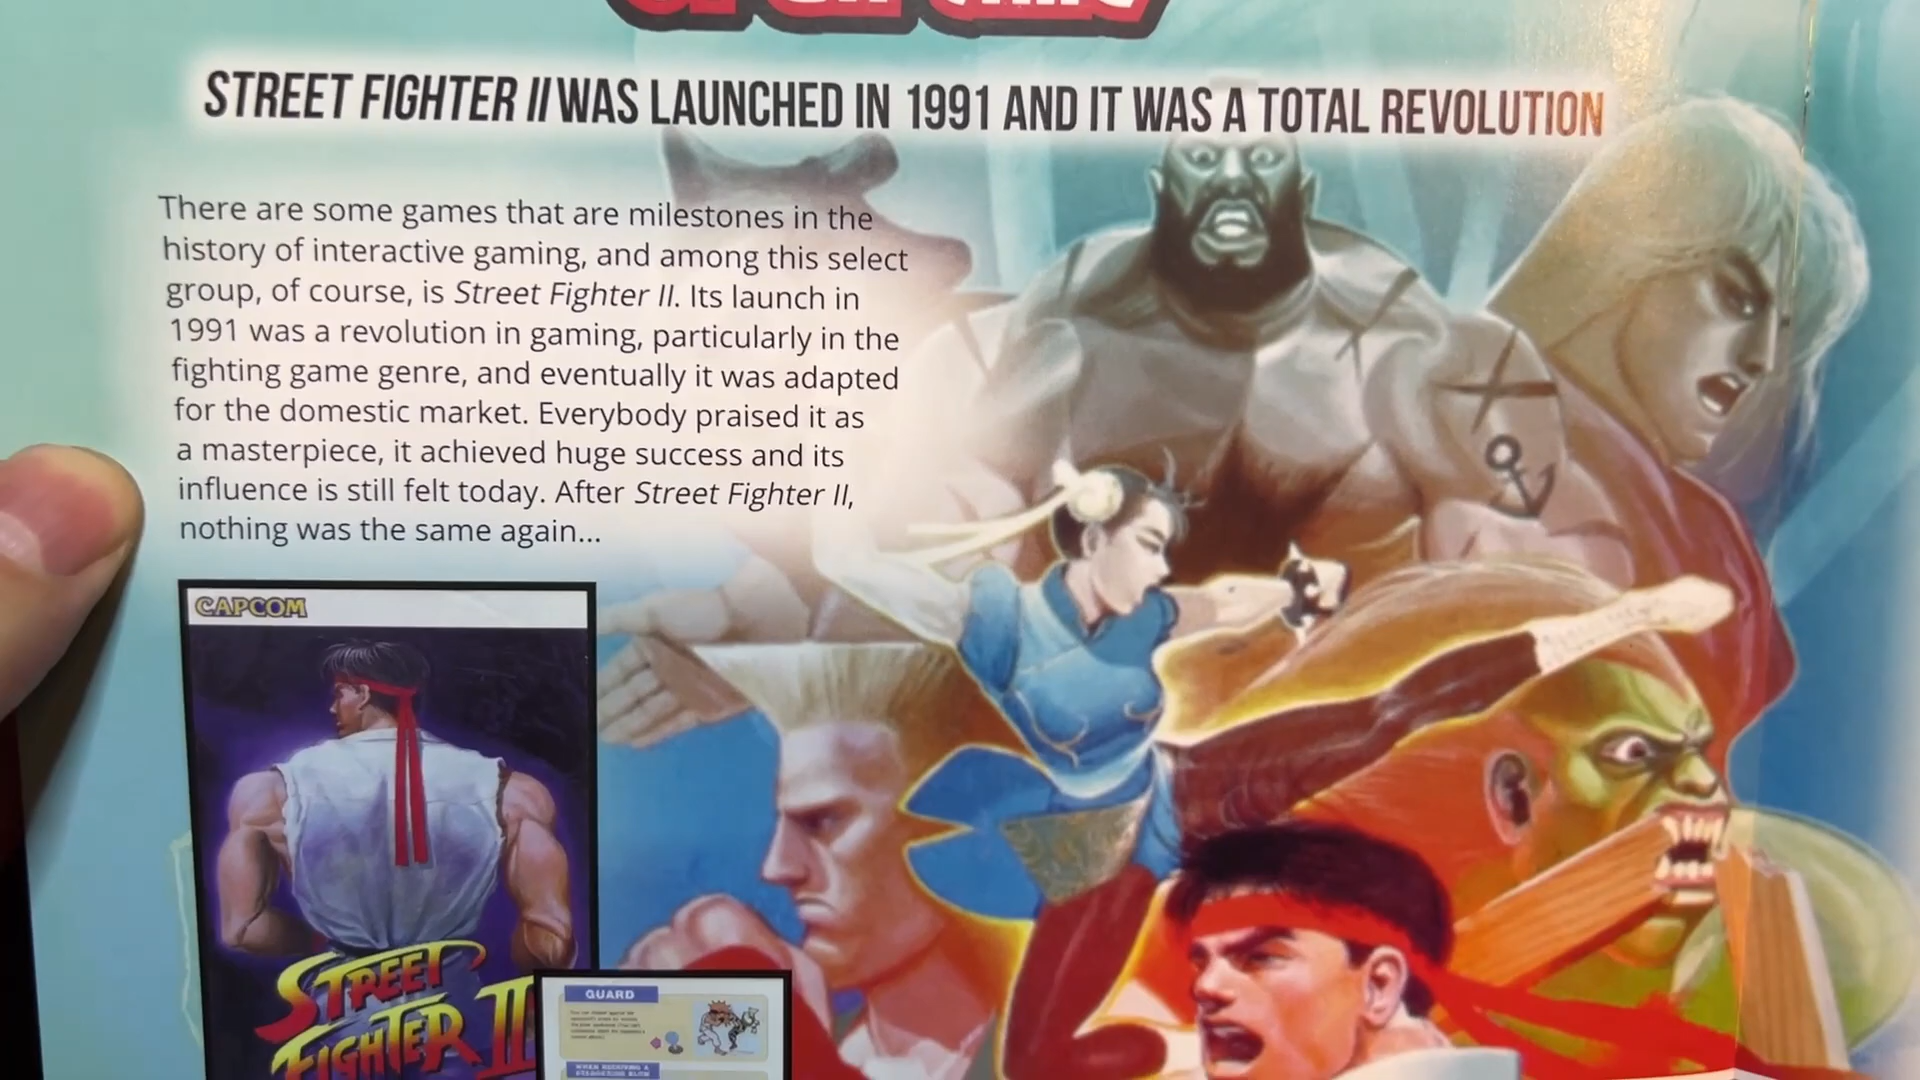 STREET FIGHTER II WAS LAUNCHED IN 1991 AND IT WAS A TOTAL REVOLUTION
There are some games that are milestones in the
history of interactive gaming, and among this select
group, of course, is Street Fighter II. Its launch in
1991 was a revolution in gaming, particularly in the
fighting game genre, and eventually it was adapted
for the domestic market. Everybody praised it as
a masterpiece, it achieved huge success and its
influence is still felt today. After Street Fighter II,
nothing was the same again...
CAPCOM
STREET
FIGHTER II
GUARD
WHEN RECEIVING A
STAGGERING BLOW